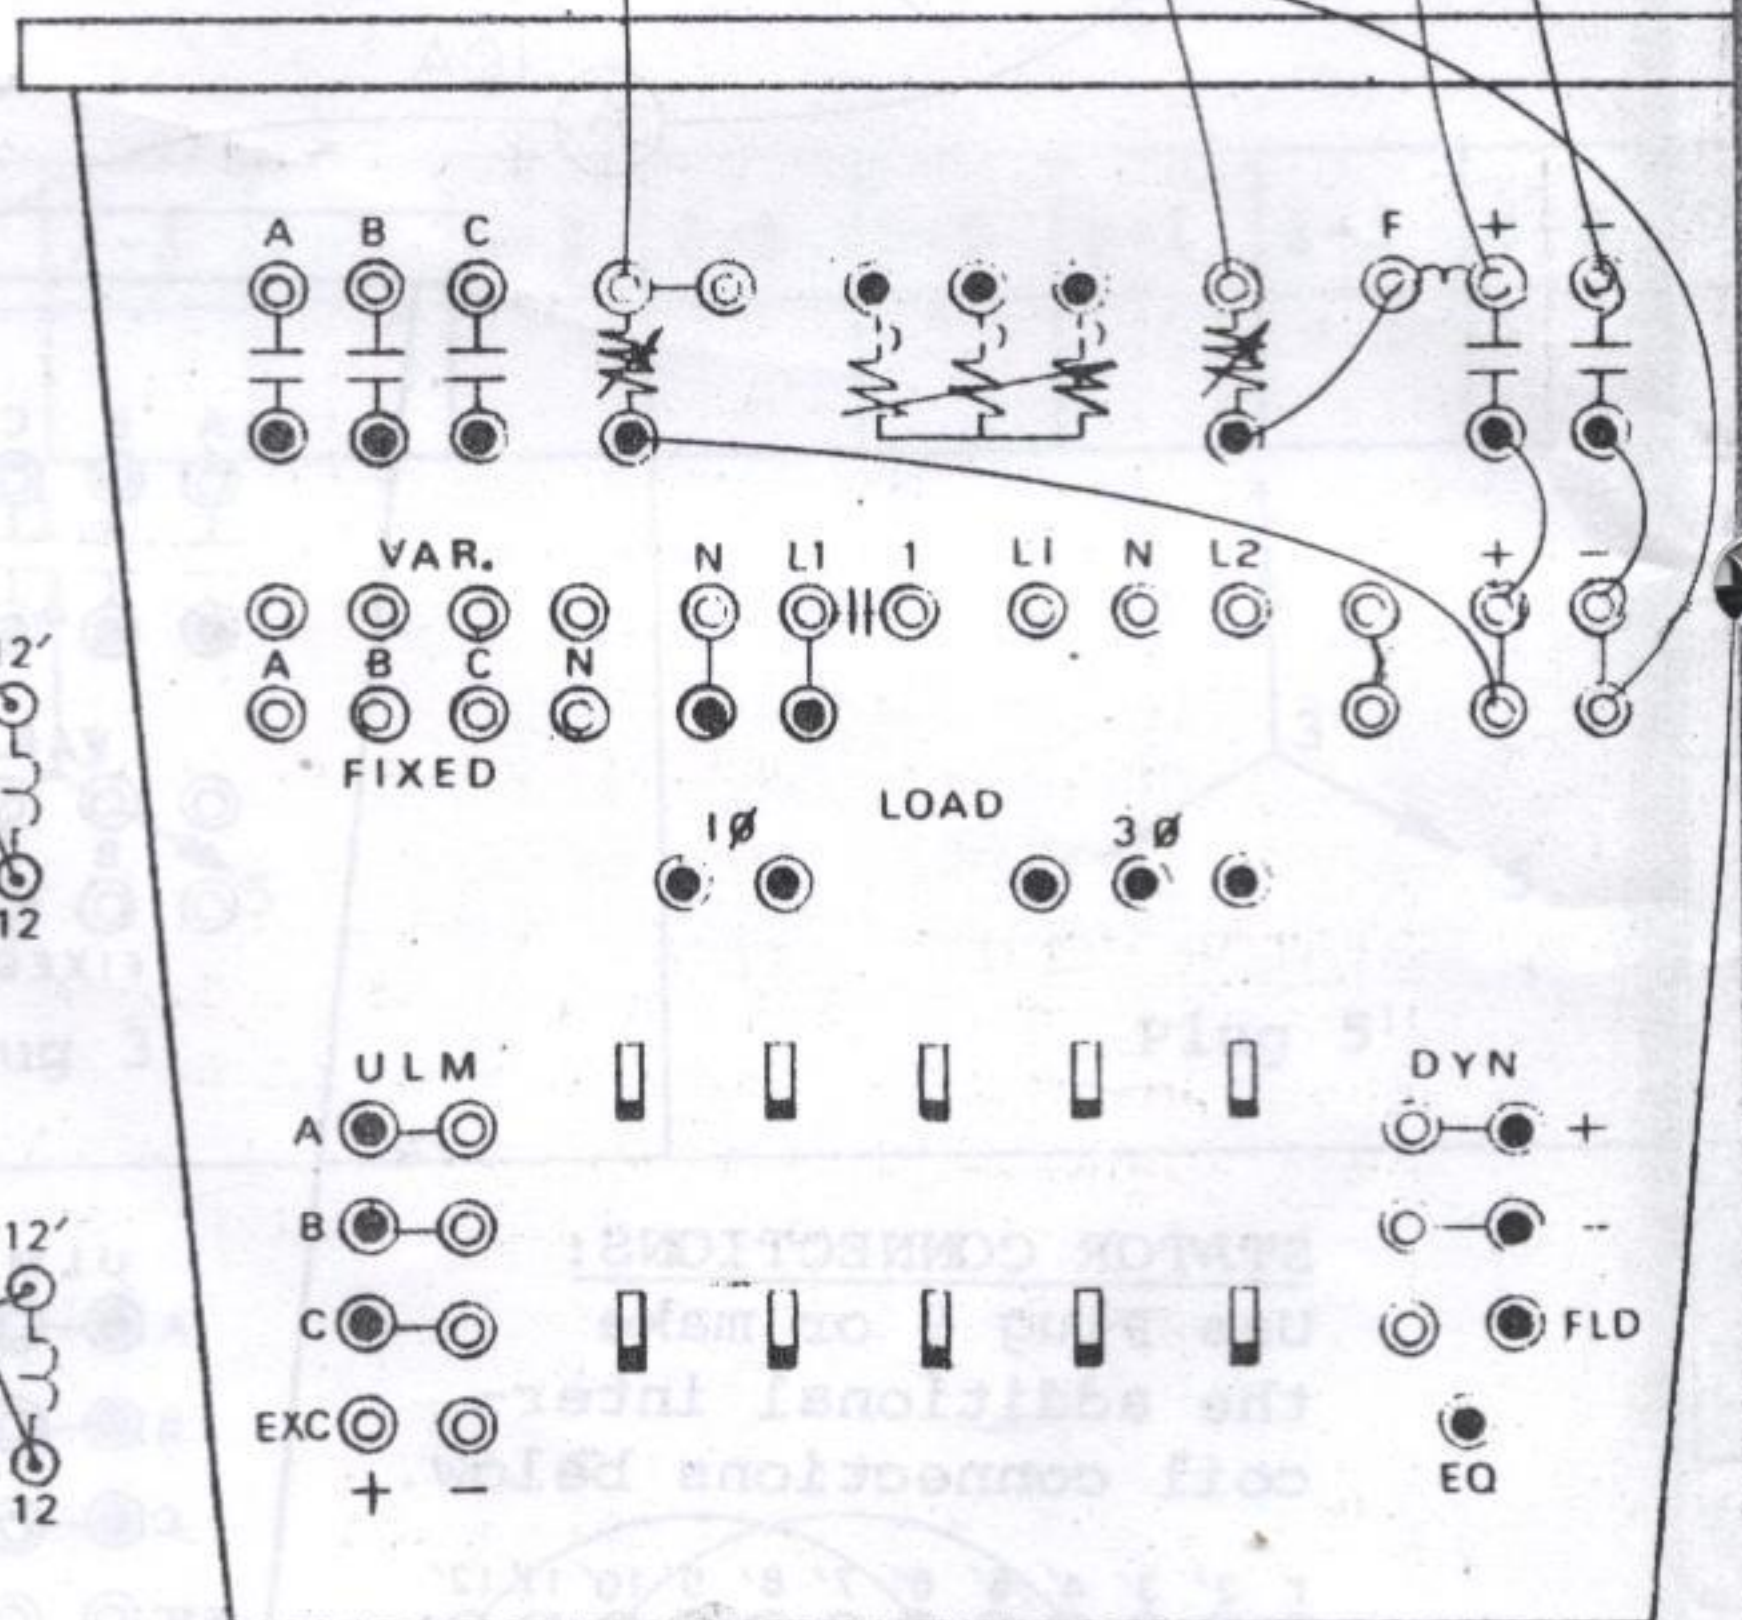 A B C F + −
VAR. N L1 1 L1 N L2 + −
12′ A B C N
FIXED
LOAD
1Ø 3Ø
12
ULM DYN
A +
B -
12′
C FLD
EXC
EQ
+ −
12